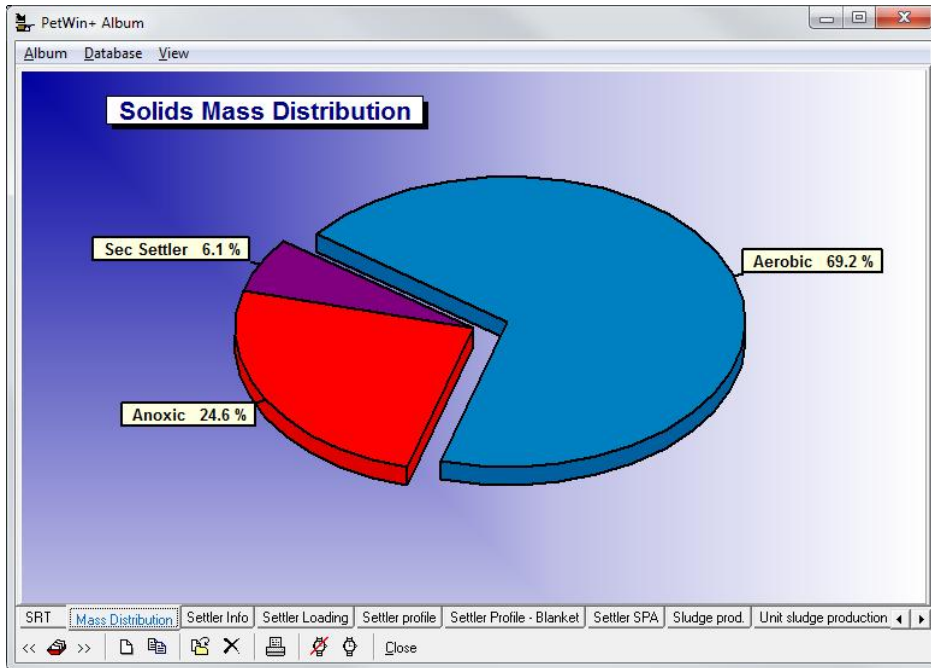 PetWin+ Album
Album Database View
Solids Mass Distribution
Sec Settler 6.1 %
Aerobic 69.2 %
Anoxic 24.6 %
SRT Mass Distribution Settler Info Settler Loading Settler profile Settler Profile - Blanket Settler SPA Sludge prod. Unit sludge production
<< >> Close